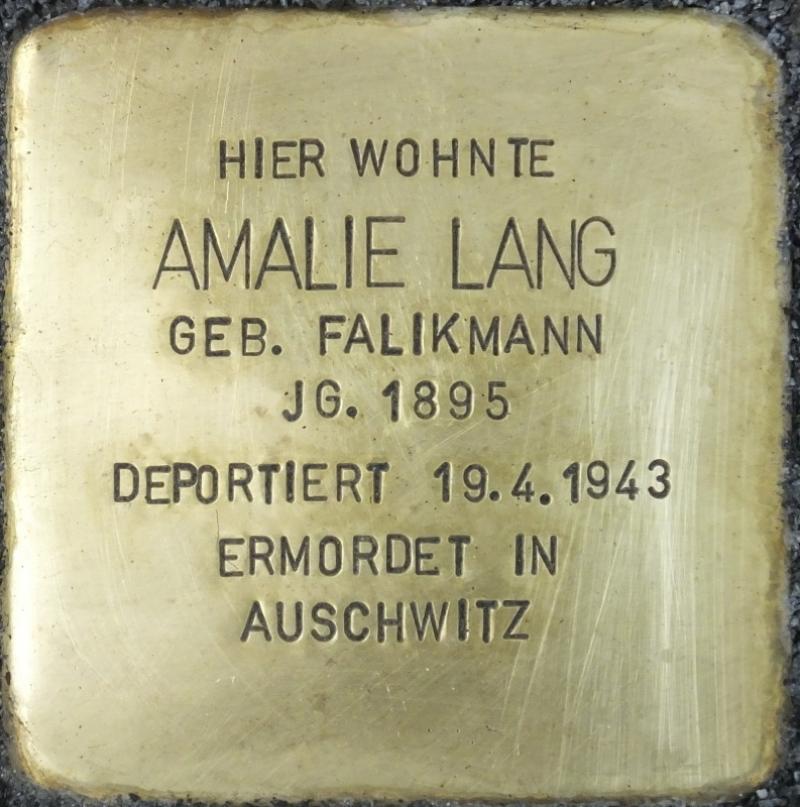 HIER WOHNTE
AMALIE LANG
GEB. FALIKMANN
JG. 1895
DEPORTIERT 19.4.1943
ERMORDET IN
AUSCHWITZ